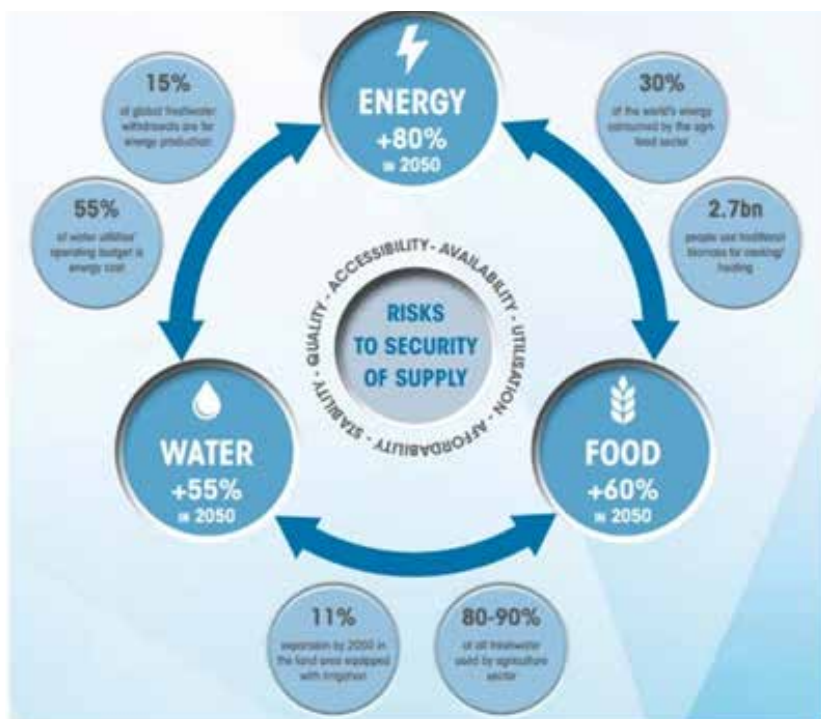 ENERGY
+80%
IN 2050
15%
of global freshwater
withdrawals are for
energy production
55%
of water utilities'
operating budget is
energy cost
30%
of the world's energy
consumed by the agri-
food sector
2.7bn
people use traditional
biomass for cooking/
heating
QUALITY - ACCESSIBILITY - AVAILABILITY - UTILISATION - AFFORDABILITY - STABILITY -
RISKS
TO SECURITY
OF SUPPLY
WATER
+55%
IN 2050
FOOD
+60%
IN 2050
11%
expansion by 2050 in
the land area equipped
with irrigation
80-90%
of all freshwater
used by agriculture
sector